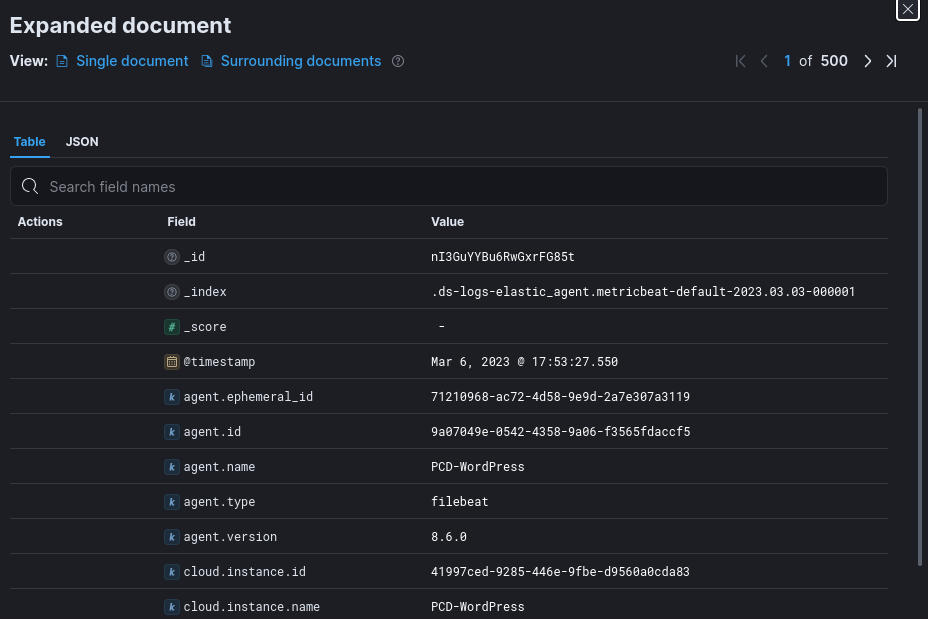 Expanded document
View: Single document Surrounding documents 1 of 500
Table JSON
Search field names
Actions Field Value
_id nI3GuYYBu6RwGxrFG85t
_index .ds-logs-elastic_agent.metricbeat-default-2023.03.03-000001
# _score -
@timestamp Mar 6, 2023 @ 17:53:27.550
k agent.ephemeral_id 71210968-ac72-4d58-9e9d-2a7e307a3119
k agent.id 9a07049e-0542-4358-9a06-f3565fdaccf5
k agent.name PCD-WordPress
k agent.type filebeat
k agent.version 8.6.0
k cloud.instance.id 41997ced-9285-446e-9fbe-d9560a0cda83
k cloud.instance.name PCD-WordPress